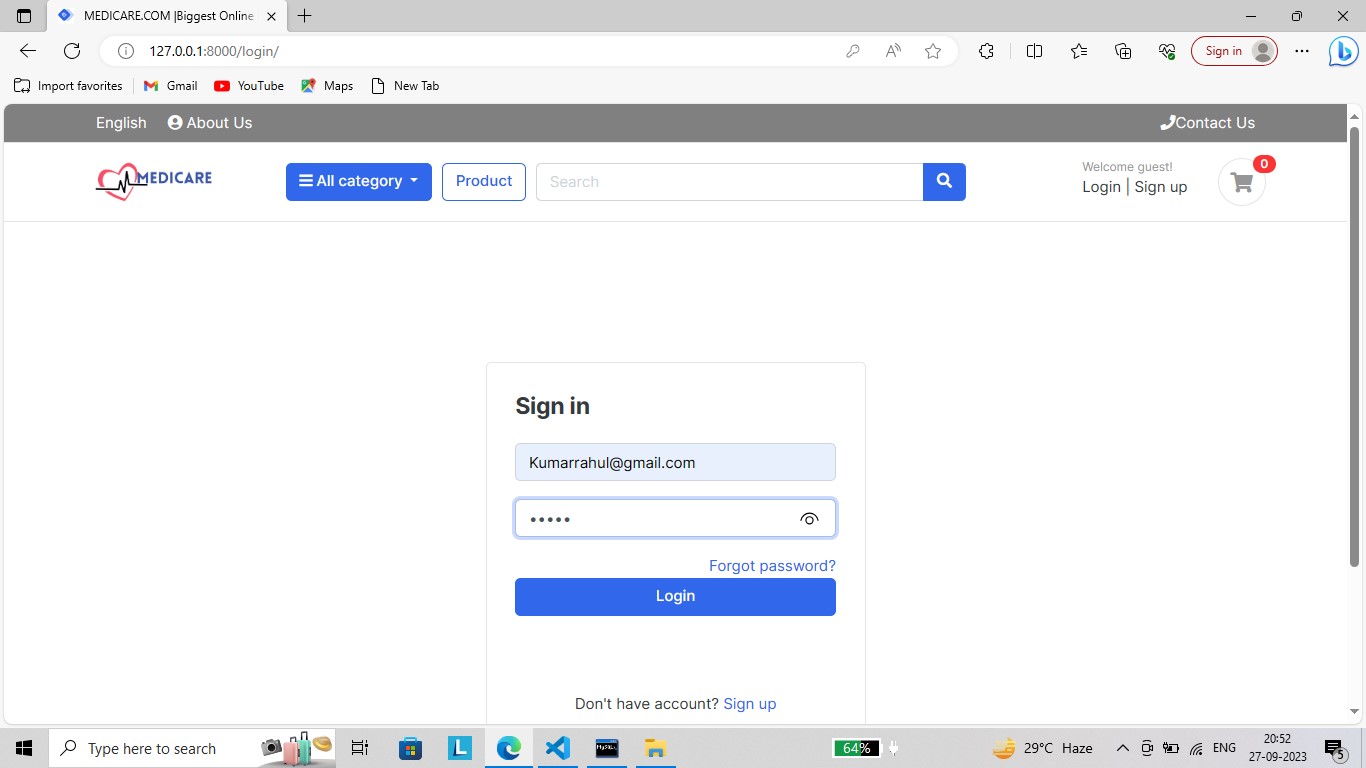 MEDICARE.COM |Biggest Online
127.0.0.1:8000/login/
Sign in
Import favorites
Gmail
YouTube
Maps
New Tab
English
About Us
Contact Us
MEDICARE
All category
Product
Search
Welcome guest!
Login | Sign up
0
Sign in
Kumarrahul@gmail.com
•••••
Forgot password?
Login
Don't have account? Sign up
Type here to search
L
MySQL
64%
29°C Haze
ENG
20:52
27-09-2023
5